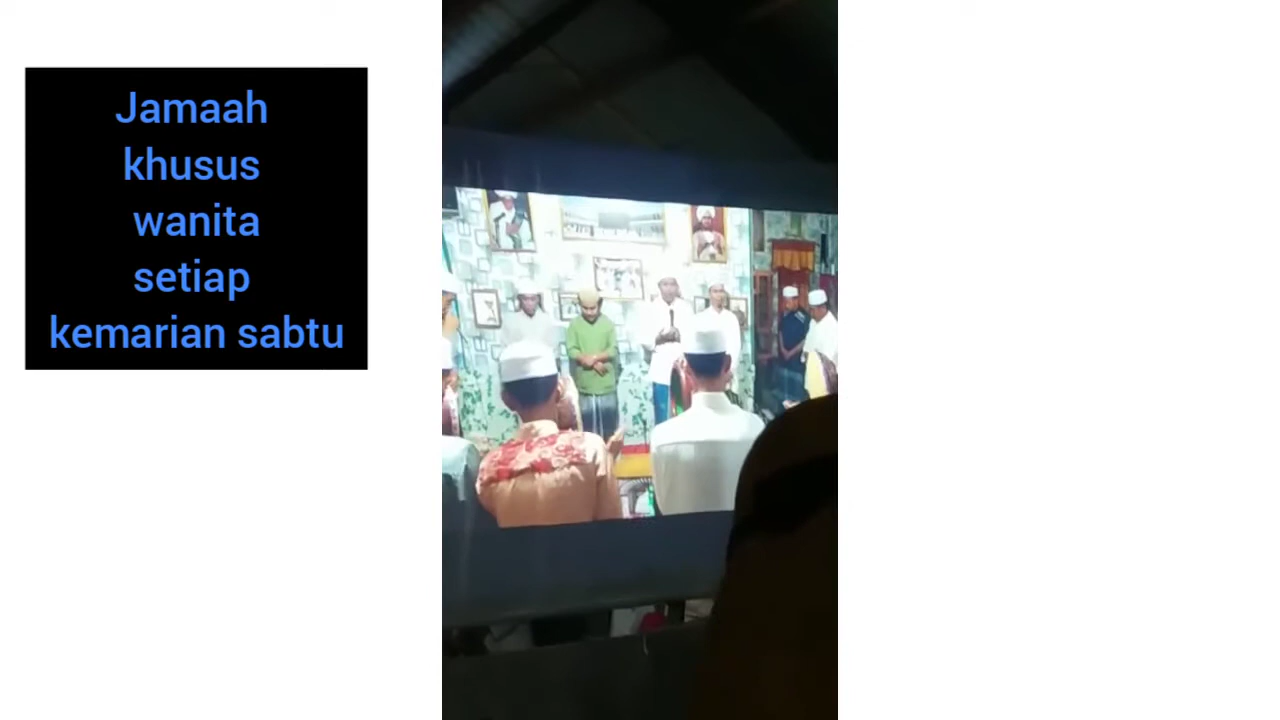 Jamaah
khusus
wanita
setiap
kemarian sabtu